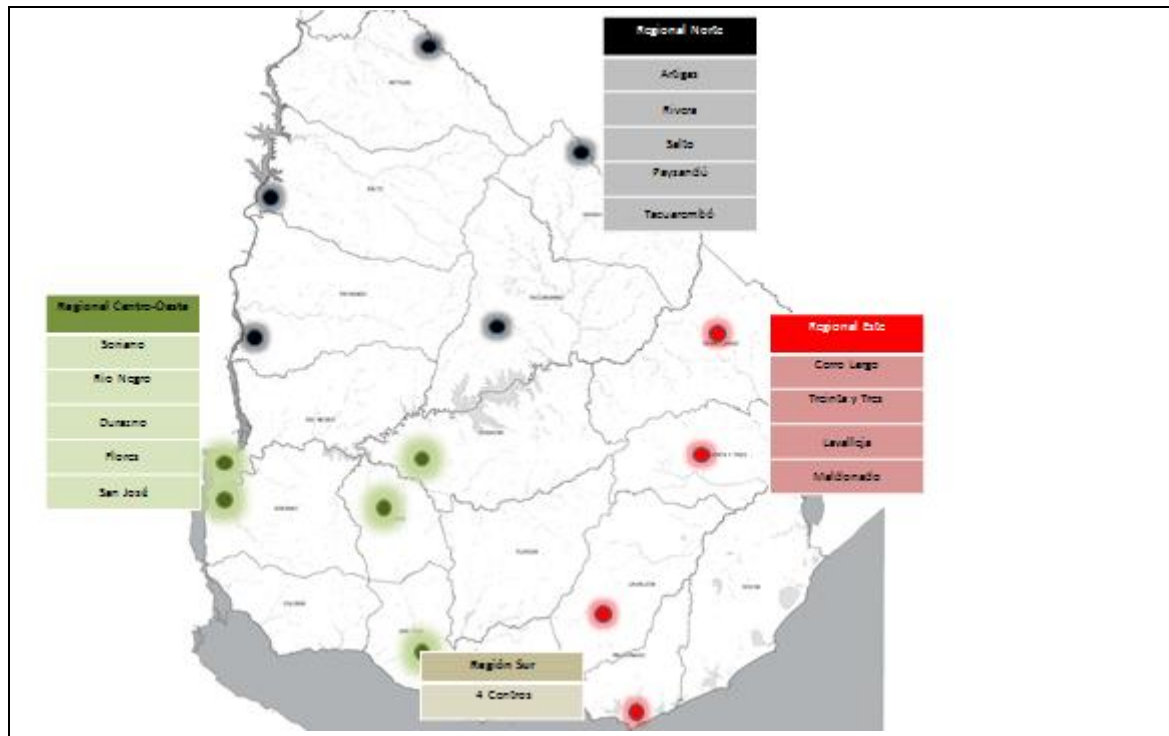 Regional Norte
Artigas
Rivera
Salto
Paysandú
Tacuarembó
Regional Centro-Oeste
Soriano
Rio Negro
Durazno
Flores
San José
Regional Este
Cerro Largo
Treinta y Tres
Lavalleja
Maldonado
Región Sur
4 Centros